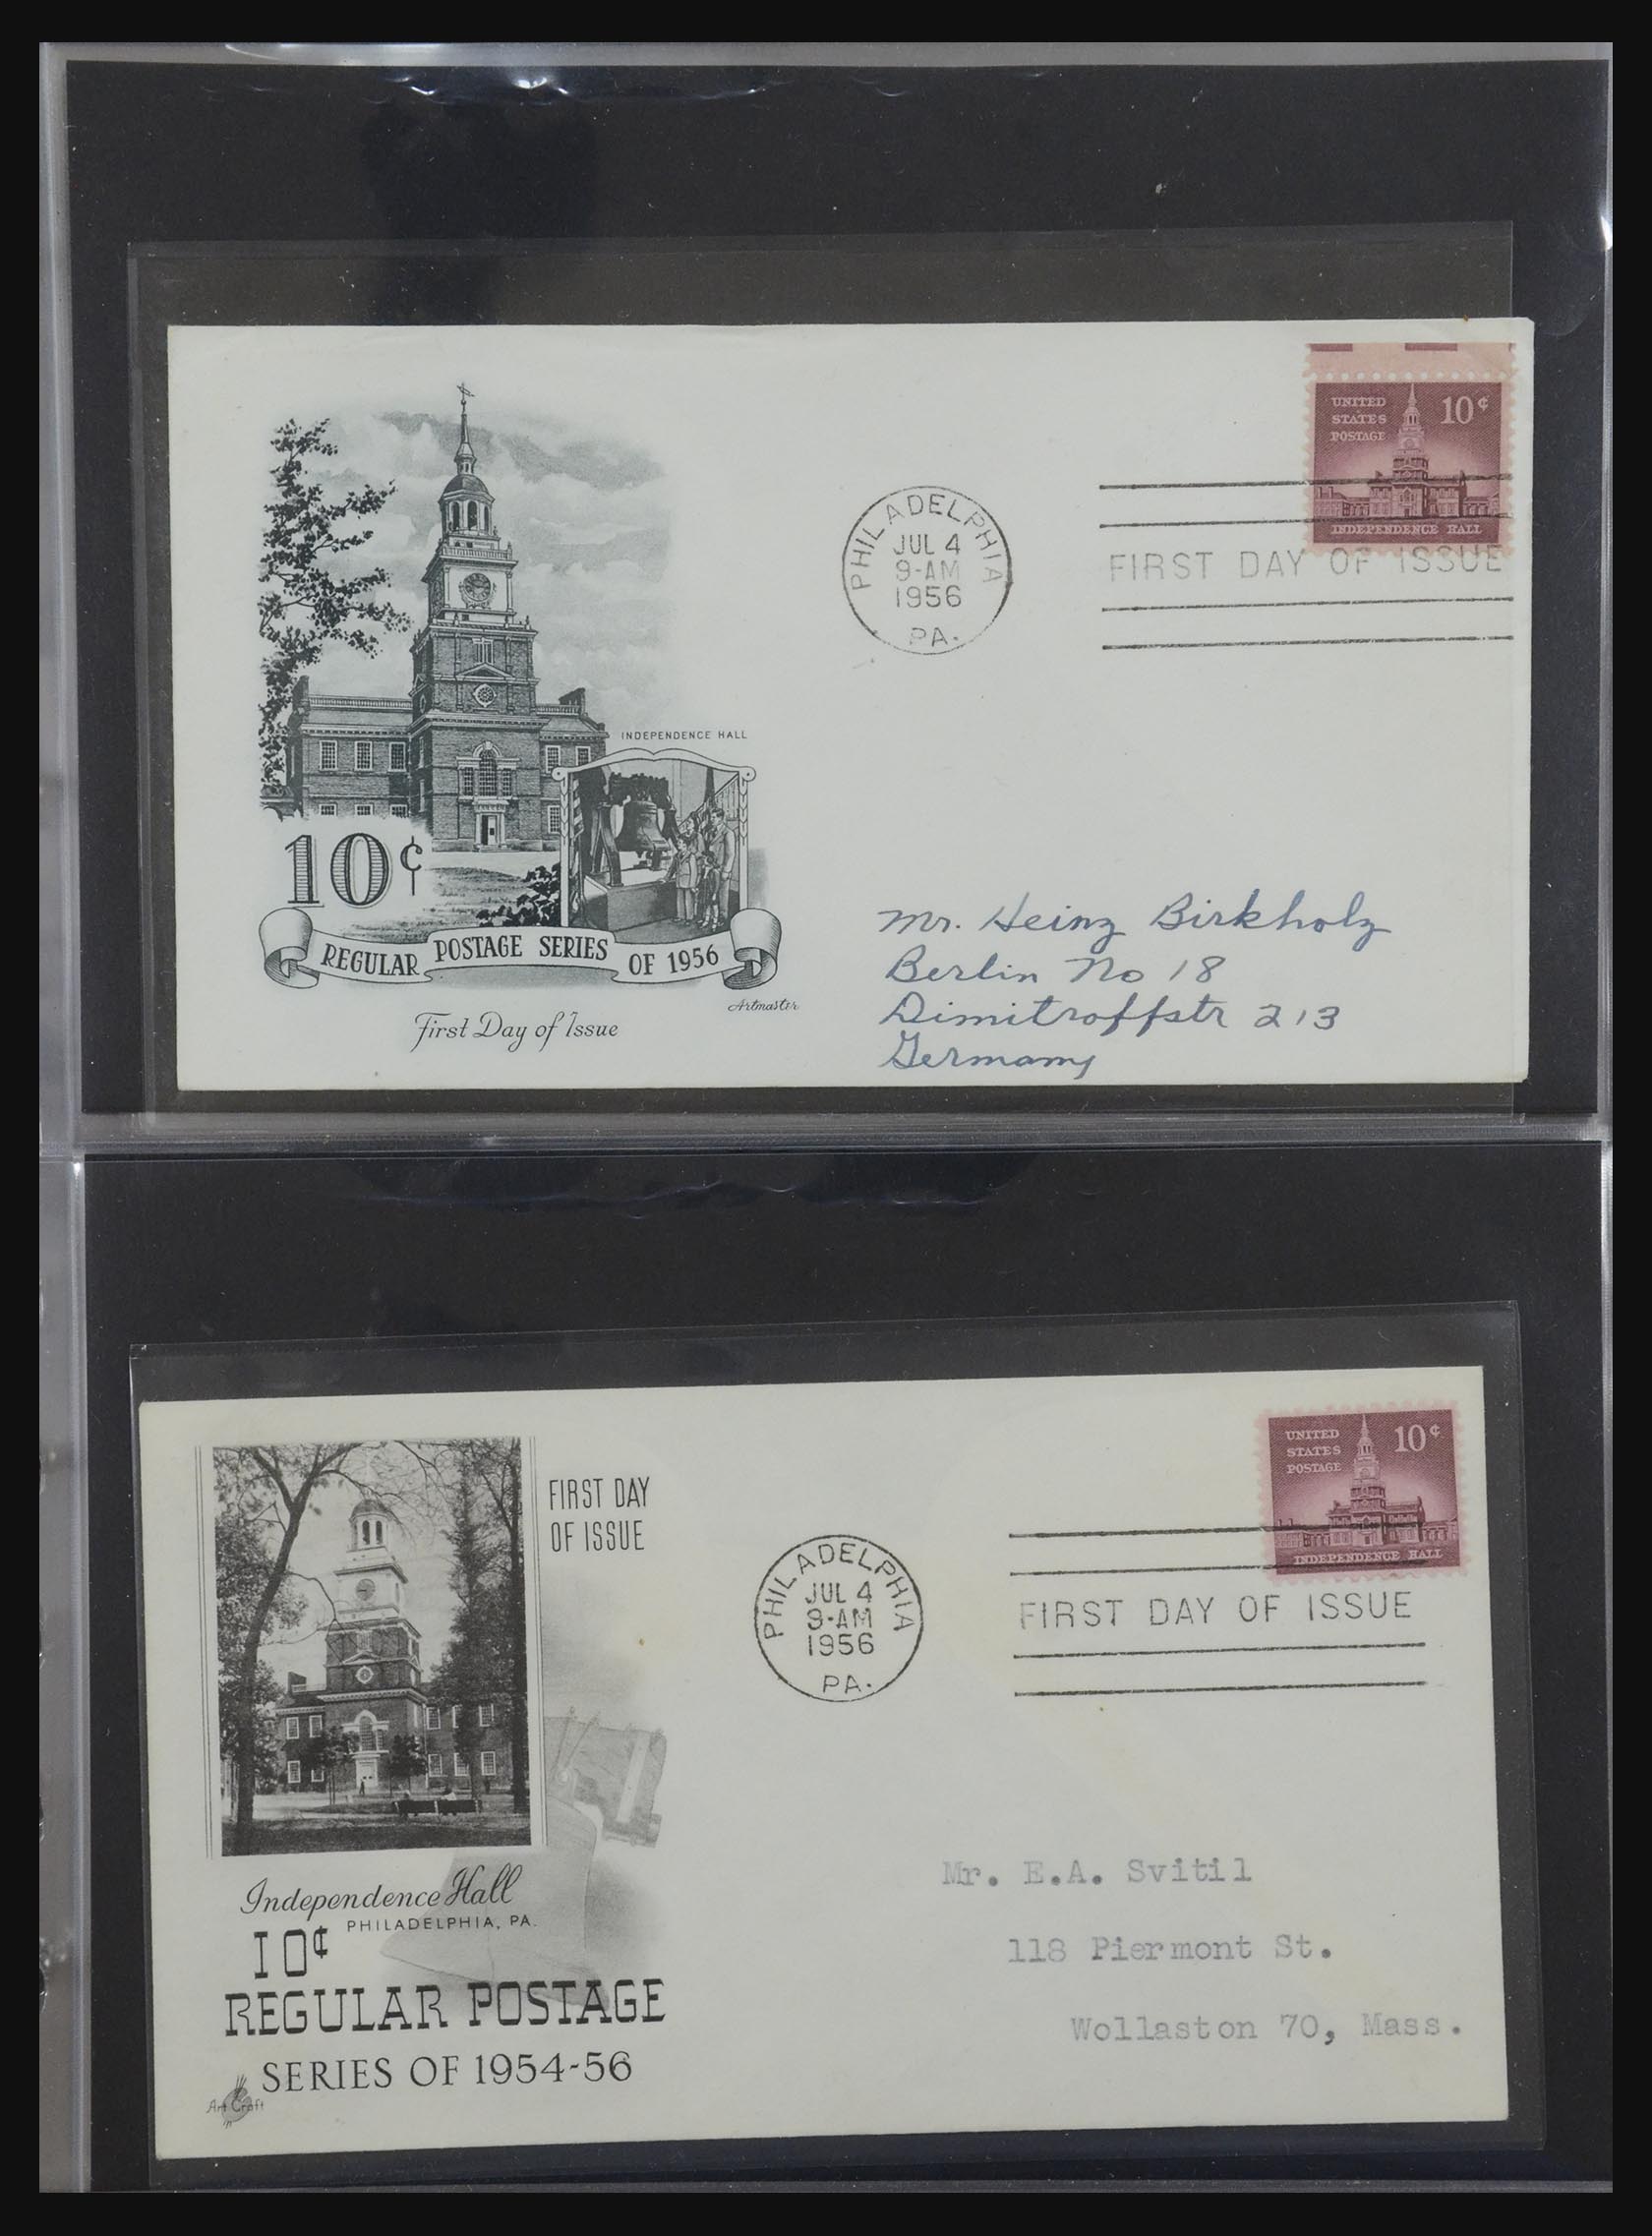 UNITED
STATES
POSTAGE
10¢
INDEPENDENCE HALL
PHILADELPHIA
JUL 4
9-AM
1956
PA.
FIRST DAY OF ISSUE
INDEPENDENCE HALL
10¢
REGULAR POSTAGE SERIES OF 1956
Artmaster
First Day of Issue
Mr. Heinz Birkholz
Berlin No 18
Dimitroffstr 213
Germany
UNITED
STATES
POSTAGE
10¢
INDEPENDENCE HALL
FIRST DAY
OF ISSUE
PHILADELPHIA
JUL 4
9-AM
1956
PA.
FIRST DAY OF ISSUE
Independence Hall
PHILADELPHIA, PA.
10¢
REGULAR POSTAGE
SERIES OF 1954-56
Art Craft
Mr. E.A. Svitil
118 Piermont St.
Wollaston 70, Mass.